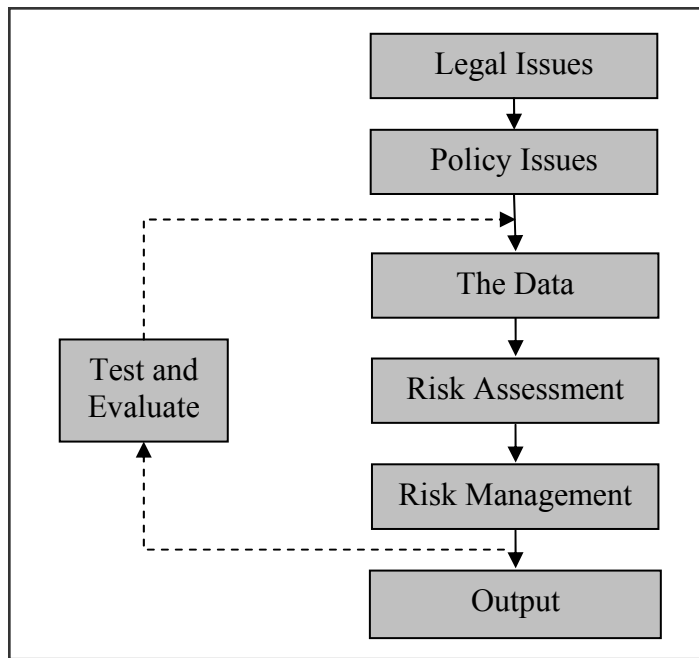 Legal Issues
Policy Issues
The Data
Test and
Evaluate
Risk Assessment
Risk Management
Output